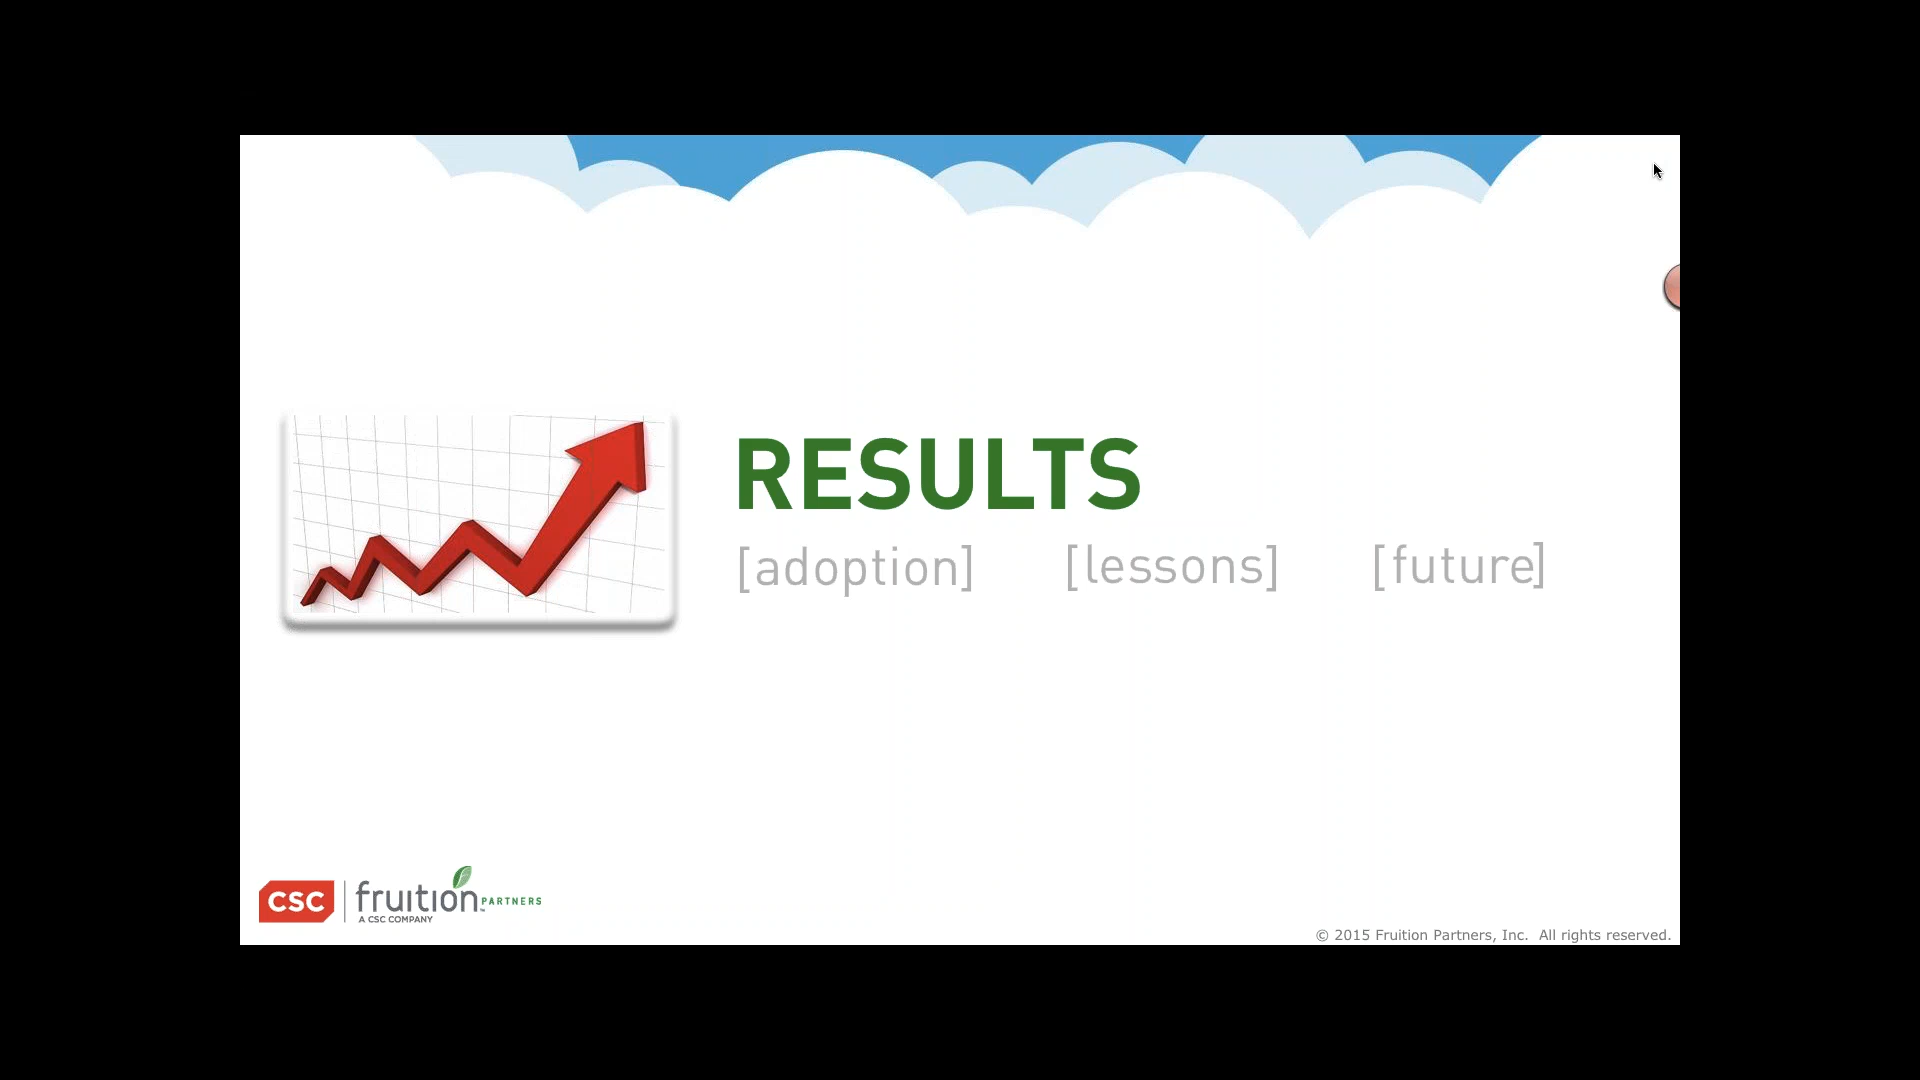 RESULTS
[adoption] [lessons] [future]
CSC fruition PARTNERS
A CSC COMPANY
© 2015 Fruition Partners, Inc. All rights reserved.